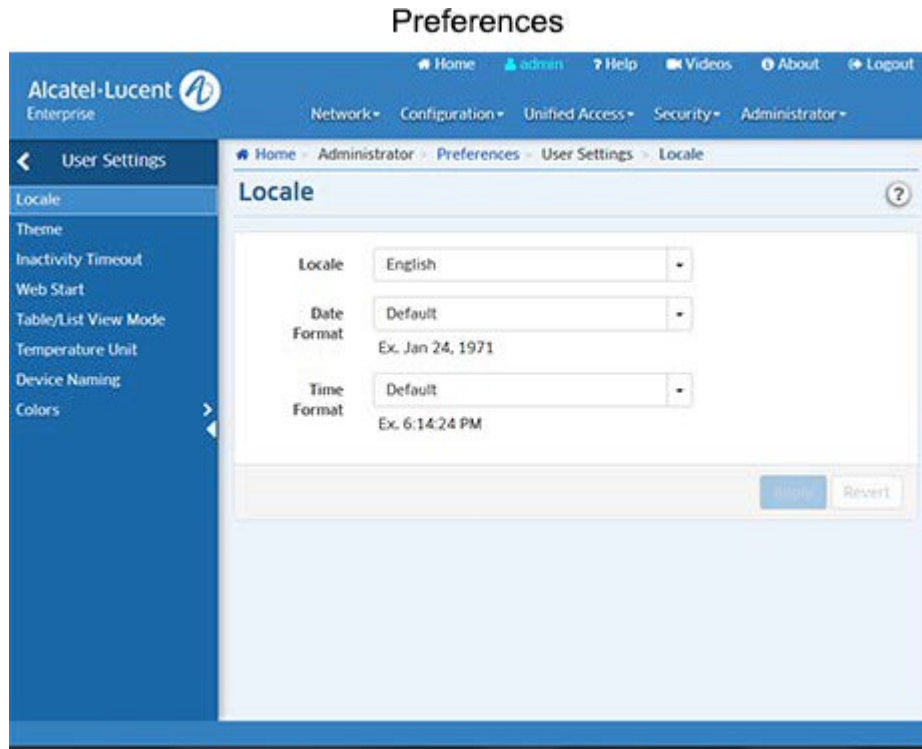 Preferences
Home admin ? Help Videos About Logout
Alcatel·Lucent
Enterprise
Network Configuration Unified Access Security Administrator
User Settings
Home Administrator Preferences User Settings Locale
Locale
Theme
Inactivity Timeout
Web Start
Table/List View Mode
Temperature Unit
Device Naming
Colors
Locale
?
Locale English
Date Format Default
Ex. Jan 24, 1971
Time Format Default
Ex. 6:14:24 PM
Apply Revert